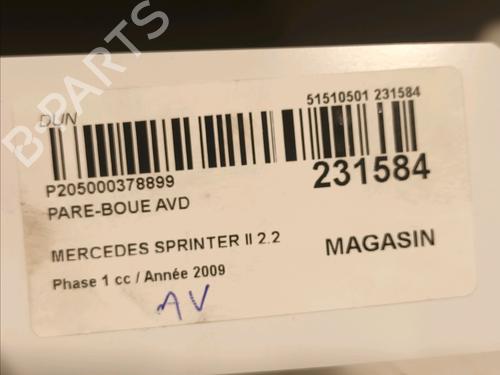 B-PARTS
DUN
51510501 231584
P205000378899
231584
PARE-BOUE AVD
MERCEDES SPRINTER II 2.2
MAGASIN
Phase 1 cc / Année 2009
AV